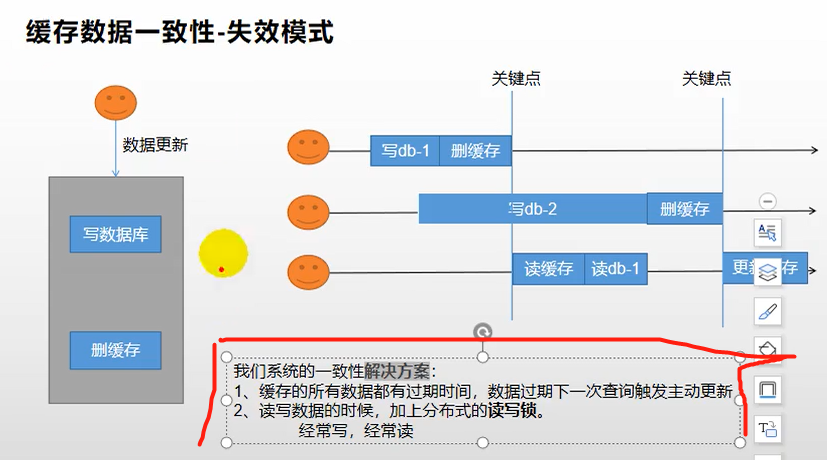 缓存数据一致性-失效模式
关键点
关键点
数据更新
写db-1
删缓存
写db-2
删缓存
写数据库
读缓存
读db-1
更
存
删缓存
我们系统的一致性解决方案：
1、缓存的所有数据都有过期时间，数据过期下一次查询触发主动更新
2、读写数据的时候，加上分布式的读写锁。
经常写，经常读